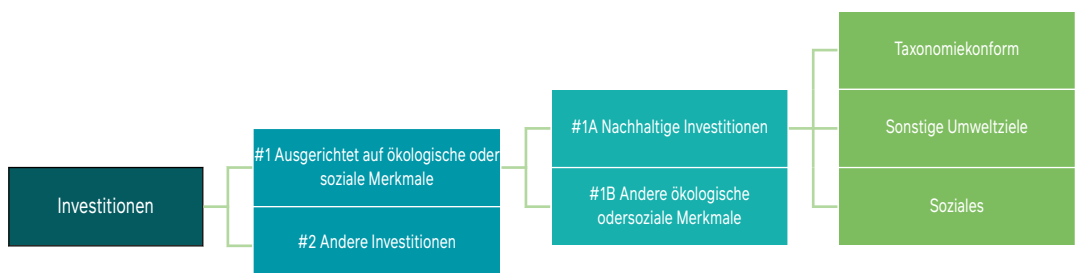 Investitionen
#1 Ausgerichtet auf ökologische oder
soziale Merkmale
#2 Andere Investitionen
#1A Nachhaltige Investitionen
#1B Andere ökologische
odersoziale Merkmale
Taxonomiekonform
Sonstige Umweltziele
Soziales